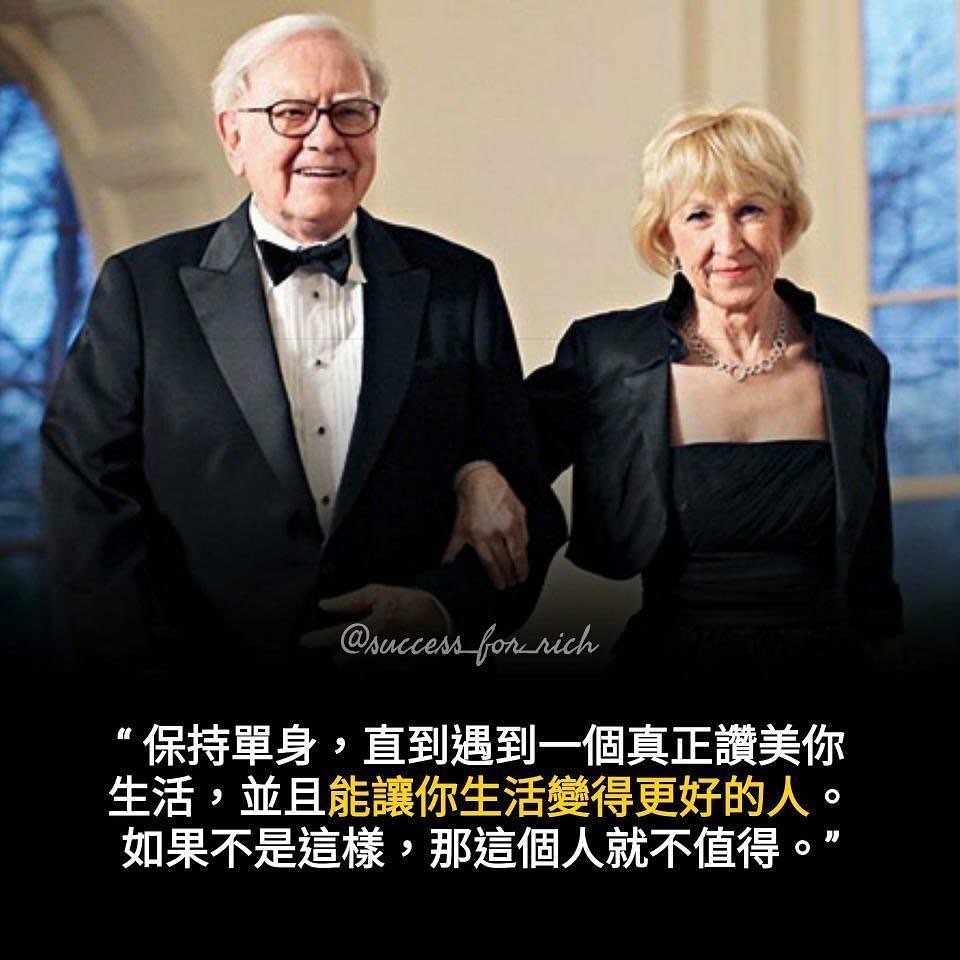 @success_for_rich
“ 保持單身，直到遇到一個真正讚美你
生活，並且能讓你生活變得更好的人。
如果不是這樣，那這個人就不值得。”